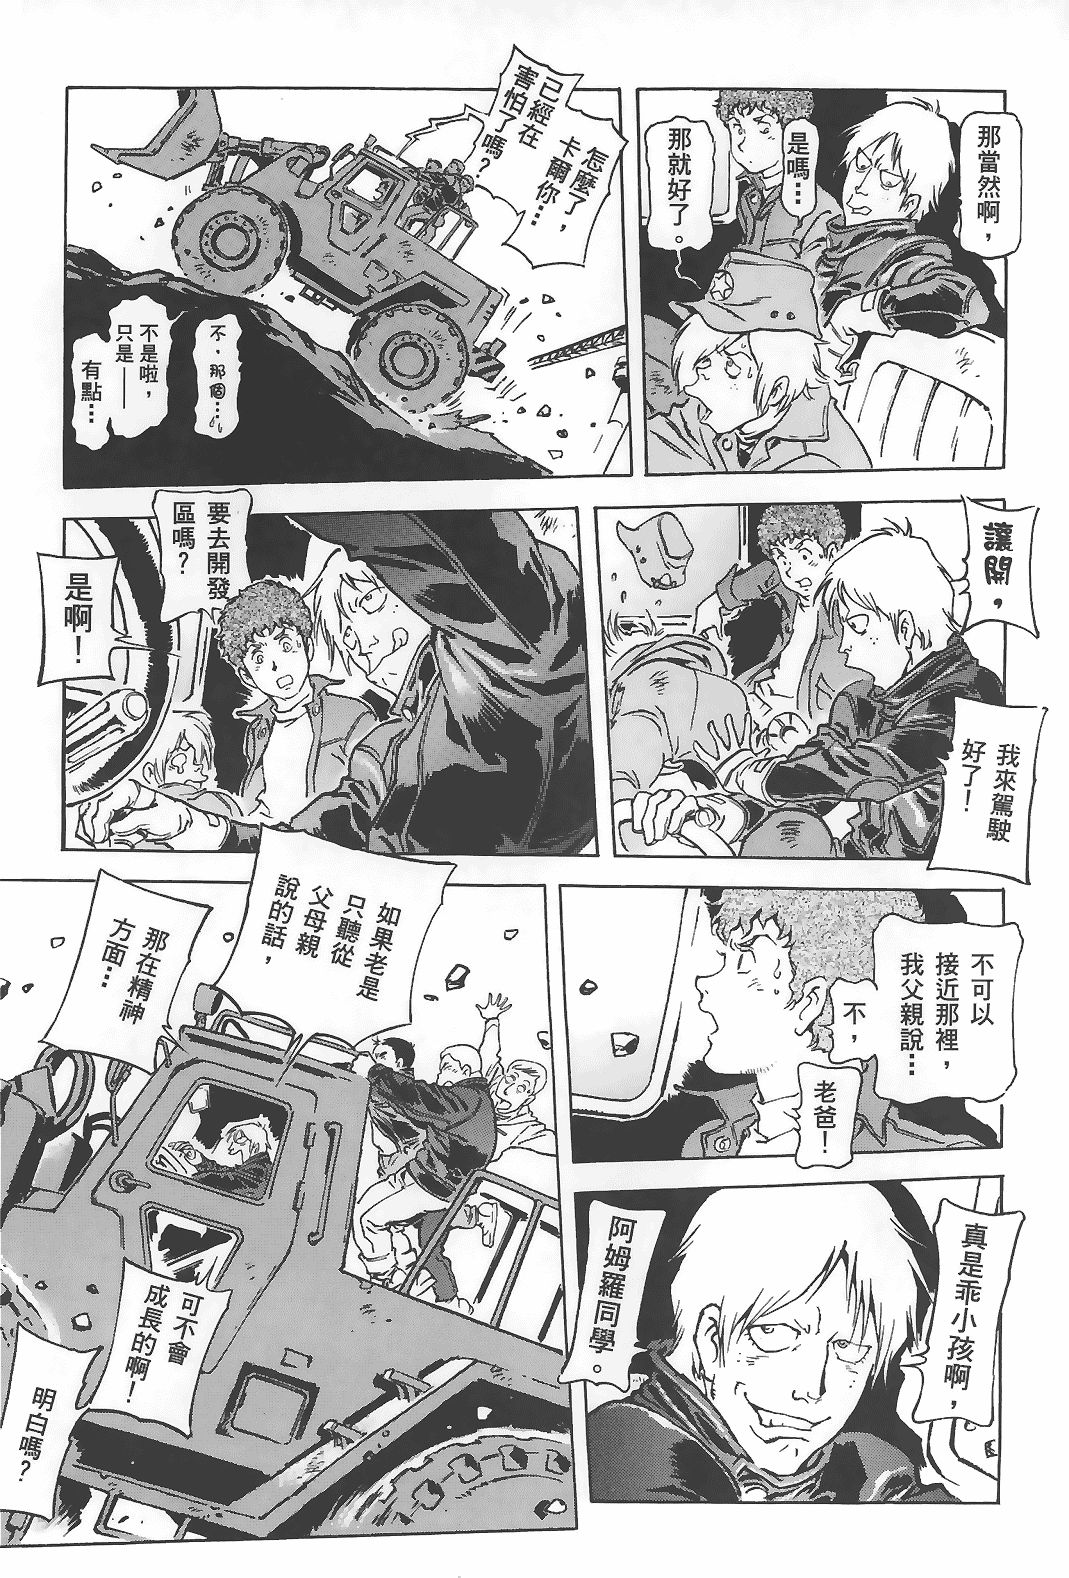 那當然啊，
是嗎…
那就好了。
怎麼了，
卡爾你…
已經在
害怕了嗎？
不，那個…
不是啦，
只是——
有點…
讓開，
我來駕駛
好了！
要去開發
區嗎？
是啊！
不可以
接近那裡，
我父親說…
不，
老爸！
真是乖小孩啊，
阿姆羅同學。
如果老是
只聽從
父母親
說的話，
那在精神
方面…
可不會
成長的啊！
明白嗎？